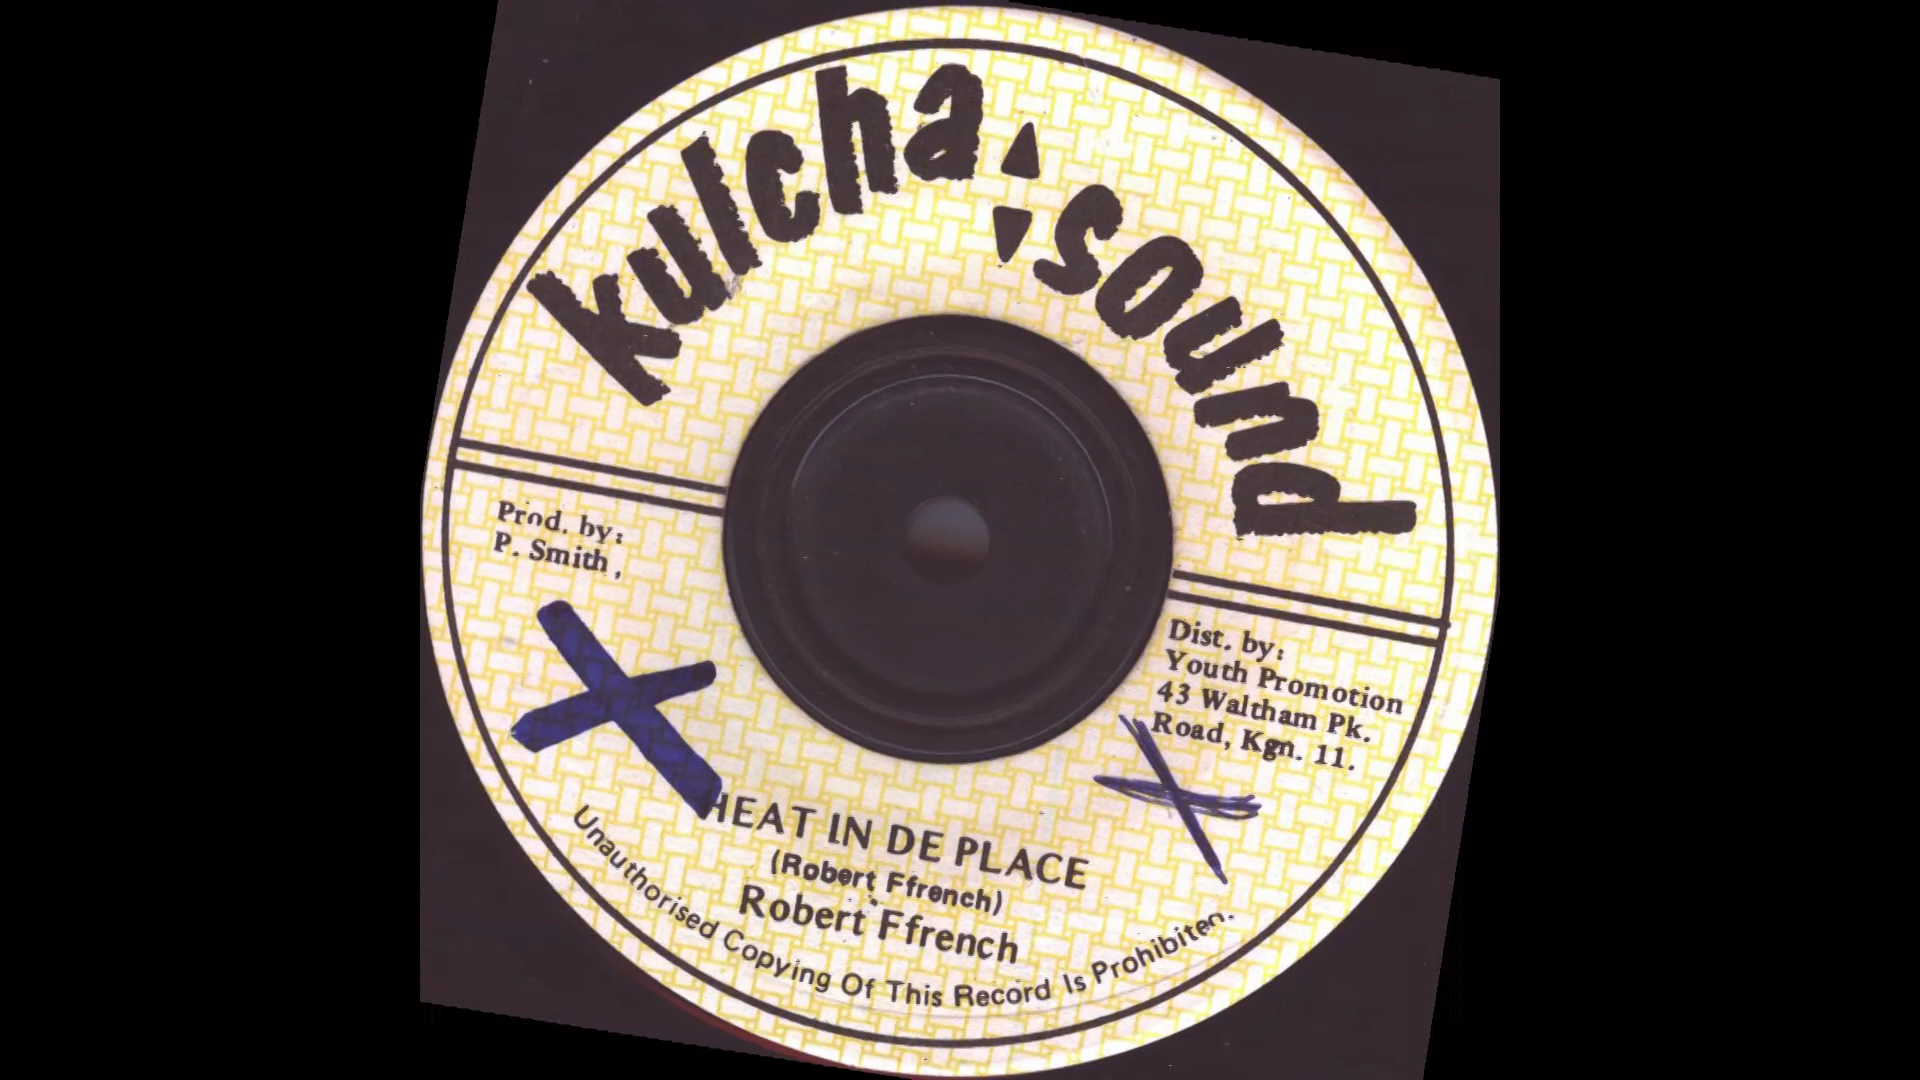 kulcha sound
Prod. by:
P. Smith,
Dist. by:
Youth Promotion
43 Waltham Pk.
Road, Kgn. 11.
HEAT IN DE PLACE
(Robert Ffrench)
Robert Ffrench
Unauthorised Copying Of This Record Is Prohibited.